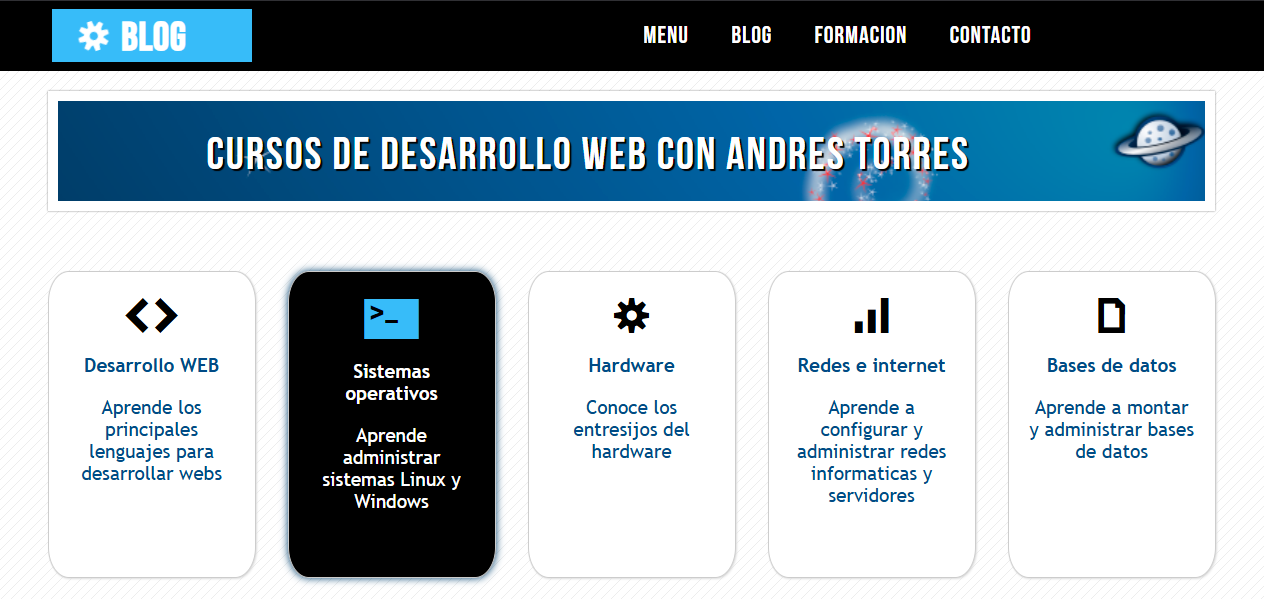 BLOG
MENU BLOG FORMACION CONTACTO
CURSOS DE DESARROLLO WEB CON ANDRES TORRES
Desarrollo WEB
Aprende los
principales
lenguajes para
desarrollar webs
>_
Sistemas
operativos
Aprende
administrar
sistemas Linux y
Windows
Hardware
Conoce los
entresijos del
hardware
Redes e internet
Aprende a
configurar y
administrar redes
informaticas y
servidores
Bases de datos
Aprende a montar
y administrar bases
de datos